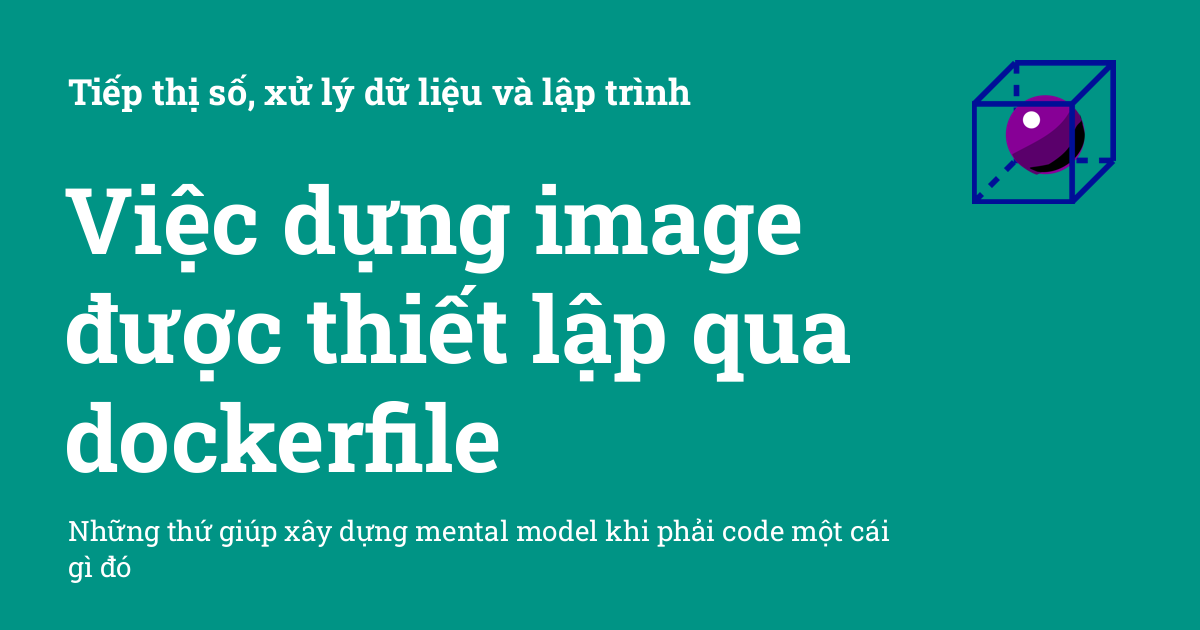 Tiếp thị số, xử lý dữ liệu và lập trình
Việc dựng image
được thiết lập qua
dockerfile
Những thứ giúp xây dựng mental model khi phải code một cái
gì đó